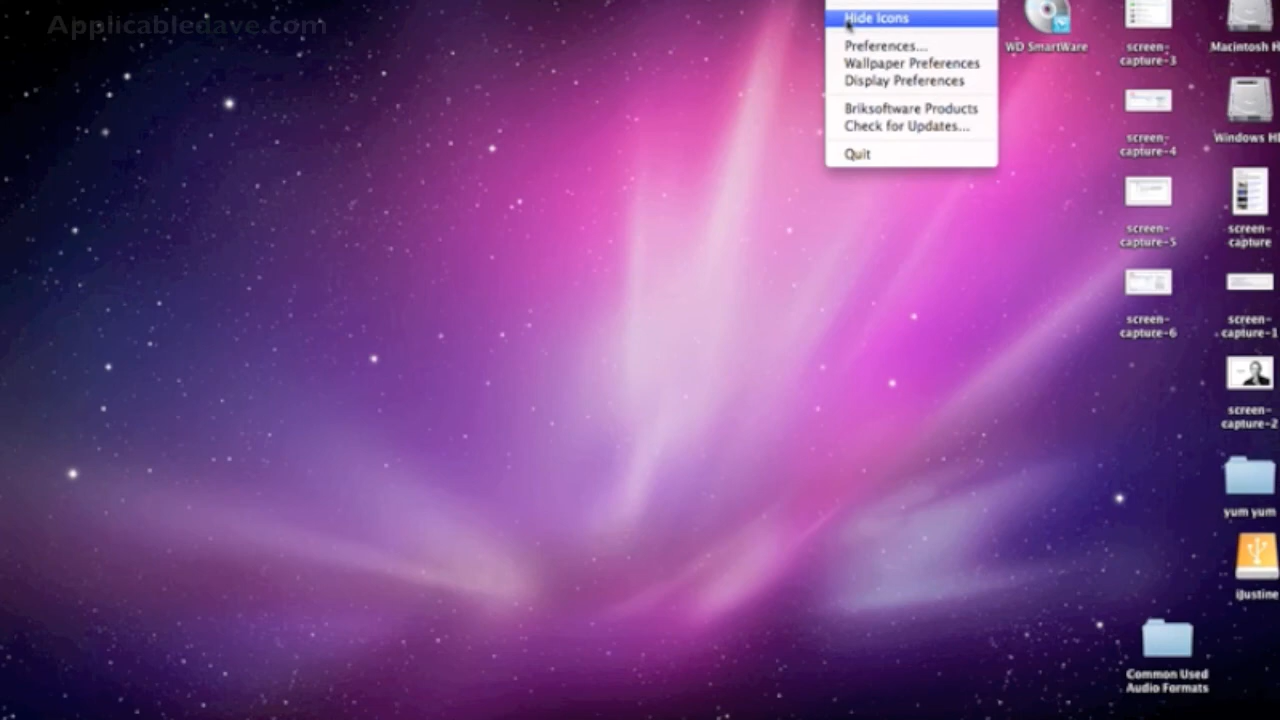 Applicabledave.com
Hide Icons
Preferences...
Wallpaper Preferences
Display Preferences
Briksoftware Products
Check for Updates...
Quit
WD SmartWare
screen-
capture-3
Macintosh H
screen-
capture-4
Windows H
screen-
capture-5
screen-
capture
screen-
capture-6
screen-
capture-1
screen-
capture-2
yum yum
iJustine
Common Used
Audio Formats